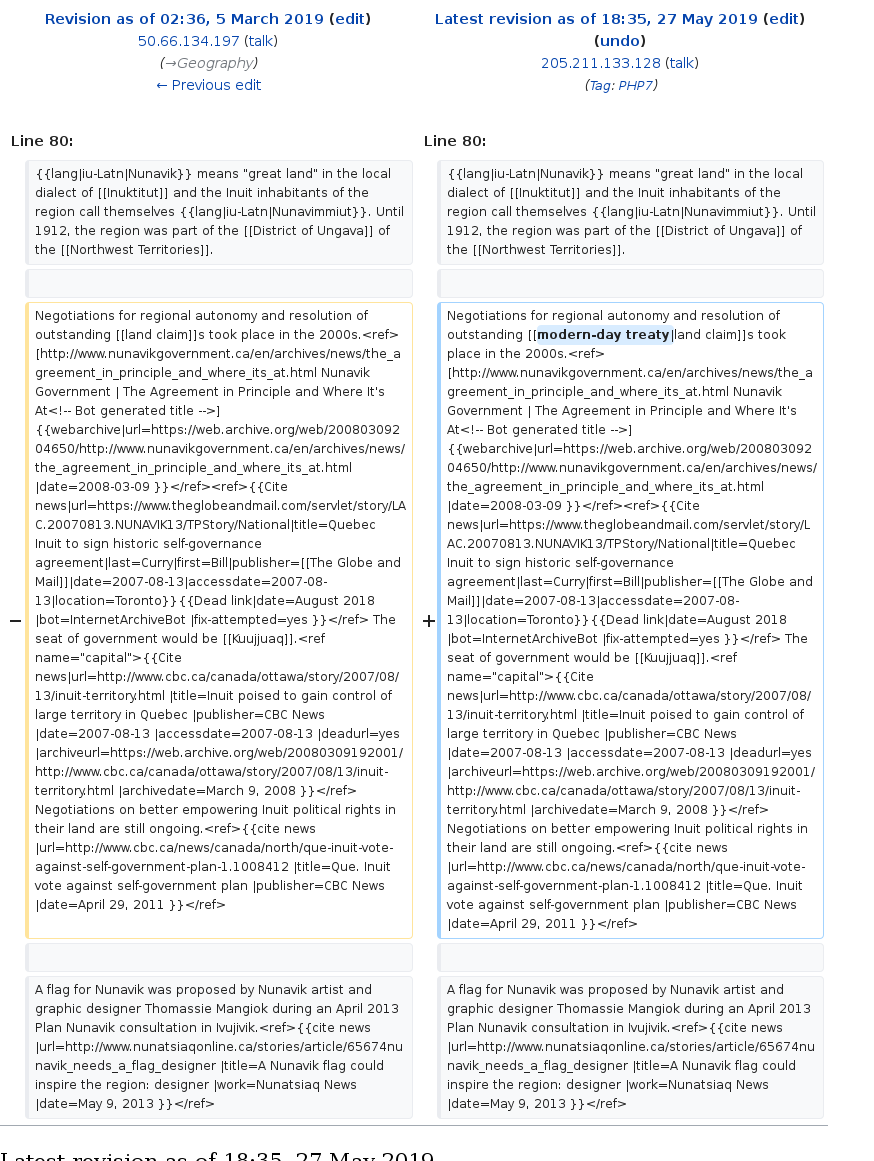 Revision as of 02:36, 5 March 2019 (edit)
50.66.134.197 (talk)
(→Geography)
← Previous edit
Latest revision as of 18:35, 27 May 2019 (edit)
(undo)
205.211.133.128 (talk)
(Tag: PHP7)
Line 80:
{{lang|iu-Latn|Nunavik}} means "great land" in the local
dialect of [[Inuktitut]] and the Inuit inhabitants of the
region call themselves {{lang|iu-Latn|Nunavimmiut}}. Until
1912, the region was part of the [[District of Ungava]] of
the [[Northwest Territories]].
Negotiations for regional autonomy and resolution of
outstanding [[land claim]]s took place in the 2000s.<ref>
[http://www.nunavikgovernment.ca/en/archives/news/the_a
greement_in_principle_and_where_its_at.html Nunavik
Government | The Agreement in Principle and Where It's
At<!-- Bot generated title -->]
{{webarchive|url=https://web.archive.org/web/200803092
04650/http://www.nunavikgovernment.ca/en/archives/news/
the_agreement_in_principle_and_where_its_at.html
|date=2008-03-09 }}</ref><ref>{{Cite
news|url=https://www.theglobeandmail.com/servlet/story/LA
C.20070813.NUNAVIK13/TPStory/National|title=Quebec
Inuit to sign historic self-governance
agreement|last=Curry|first=Bill|publisher=[[The Globe and
Mail]]|date=2007-08-13|accessdate=2007-08-
13|location=Toronto}}{{Dead link|date=August 2018
− |bot=InternetArchiveBot |fix-attempted=yes }}</ref> The
seat of government would be [[Kuujjuaq]].<ref
name="capital">{{Cite
news|url=http://www.cbc.ca/canada/ottawa/story/2007/08/
13/inuit-territory.html |title=Inuit poised to gain control of
large territory in Quebec |publisher=CBC News
|date=2007-08-13 |accessdate=2007-08-13 |deadurl=yes
|archiveurl=https://web.archive.org/web/20080309192001/
http://www.cbc.ca/canada/ottawa/story/2007/08/13/inuit-
territory.html |archivedate=March 9, 2008 }}</ref>
Negotiations on better empowering Inuit political rights in
their land are still ongoing.<ref>{{cite news
|url=http://www.cbc.ca/news/canada/north/que-inuit-vote-
against-self-government-plan-1.1008412 |title=Que. Inuit
vote against self-government plan |publisher=CBC News
|date=April 29, 2011 }}</ref>
A flag for Nunavik was proposed by Nunavik artist and
graphic designer Thomassie Mangiok during an April 2013
Plan Nunavik consultation in Ivujivik.<ref>{{cite news
|url=http://www.nunatsiaqonline.ca/stories/article/65674nu
navik_needs_a_flag_designer |title=A Nunavik flag could
inspire the region: designer |work=Nunatsiaq News
|date=May 9, 2013 }}</ref>
Line 80:
{{lang|iu-Latn|Nunavik}} means "great land" in the local
dialect of [[Inuktitut]] and the Inuit inhabitants of the
region call themselves {{lang|iu-Latn|Nunavimmiut}}. Until
1912, the region was part of the [[District of Ungava]] of
the [[Northwest Territories]].
Negotiations for regional autonomy and resolution of
outstanding [[modern-day treaty|land claim]]s took
place in the 2000s.<ref>
[http://www.nunavikgovernment.ca/en/archives/news/the_a
greement_in_principle_and_where_its_at.html Nunavik
Government | The Agreement in Principle and Where It's
At<!-- Bot generated title -->]
{{webarchive|url=https://web.archive.org/web/200803092
04650/http://www.nunavikgovernment.ca/en/archives/news/
the_agreement_in_principle_and_where_its_at.html
|date=2008-03-09 }}</ref><ref>{{Cite
news|url=https://www.theglobeandmail.com/servlet/story/L
AC.20070813.NUNAVIK13/TPStory/National|title=Quebec
Inuit to sign historic self-governance
agreement|last=Curry|first=Bill|publisher=[[The Globe and
Mail]]|date=2007-08-13|accessdate=2007-08-
+ 13|location=Toronto}}{{Dead link|date=August 2018
|bot=InternetArchiveBot |fix-attempted=yes }}</ref> The
seat of government would be [[Kuujjuaq]].<ref
name="capital">{{Cite
news|url=http://www.cbc.ca/canada/ottawa/story/2007/08/
13/inuit-territory.html |title=Inuit poised to gain control of
large territory in Quebec |publisher=CBC News
|date=2007-08-13 |accessdate=2007-08-13 |deadurl=yes
|archiveurl=https://web.archive.org/web/20080309192001/
http://www.cbc.ca/canada/ottawa/story/2007/08/13/inuit-
territory.html |archivedate=March 9, 2008 }}</ref>
Negotiations on better empowering Inuit political rights in
their land are still ongoing.<ref>{{cite news
|url=http://www.cbc.ca/news/canada/north/que-inuit-vote-
against-self-government-plan-1.1008412 |title=Que. Inuit
vote against self-government plan |publisher=CBC News
|date=April 29, 2011 }}</ref>
A flag for Nunavik was proposed by Nunavik artist and
graphic designer Thomassie Mangiok during an April 2013
Plan Nunavik consultation in Ivujivik.<ref>{{cite news
|url=http://www.nunatsiaqonline.ca/stories/article/65674nu
navik_needs_a_flag_designer |title=A Nunavik flag could
inspire the region: designer |work=Nunatsiaq News
|date=May 9, 2013 }}</ref>
Latest revision as of 18:35, 27 May 2019